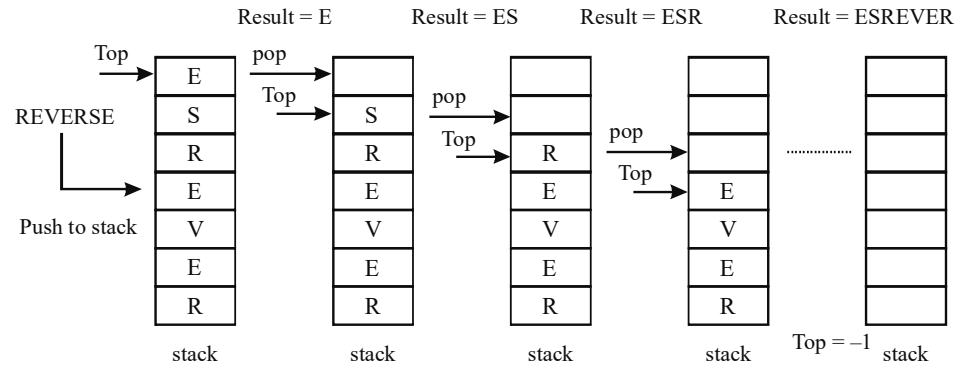 Result = E
Result = ES
Result = ESR
Result = ESREVER
Top
REVERSE
Push to stack
E
S
R
E
V
E
R
stack
pop
Top
S
R
E
V
E
R
stack
pop
Top
R
E
V
E
R
stack
pop
Top
E
V
E
R
stack
Top = –1
stack